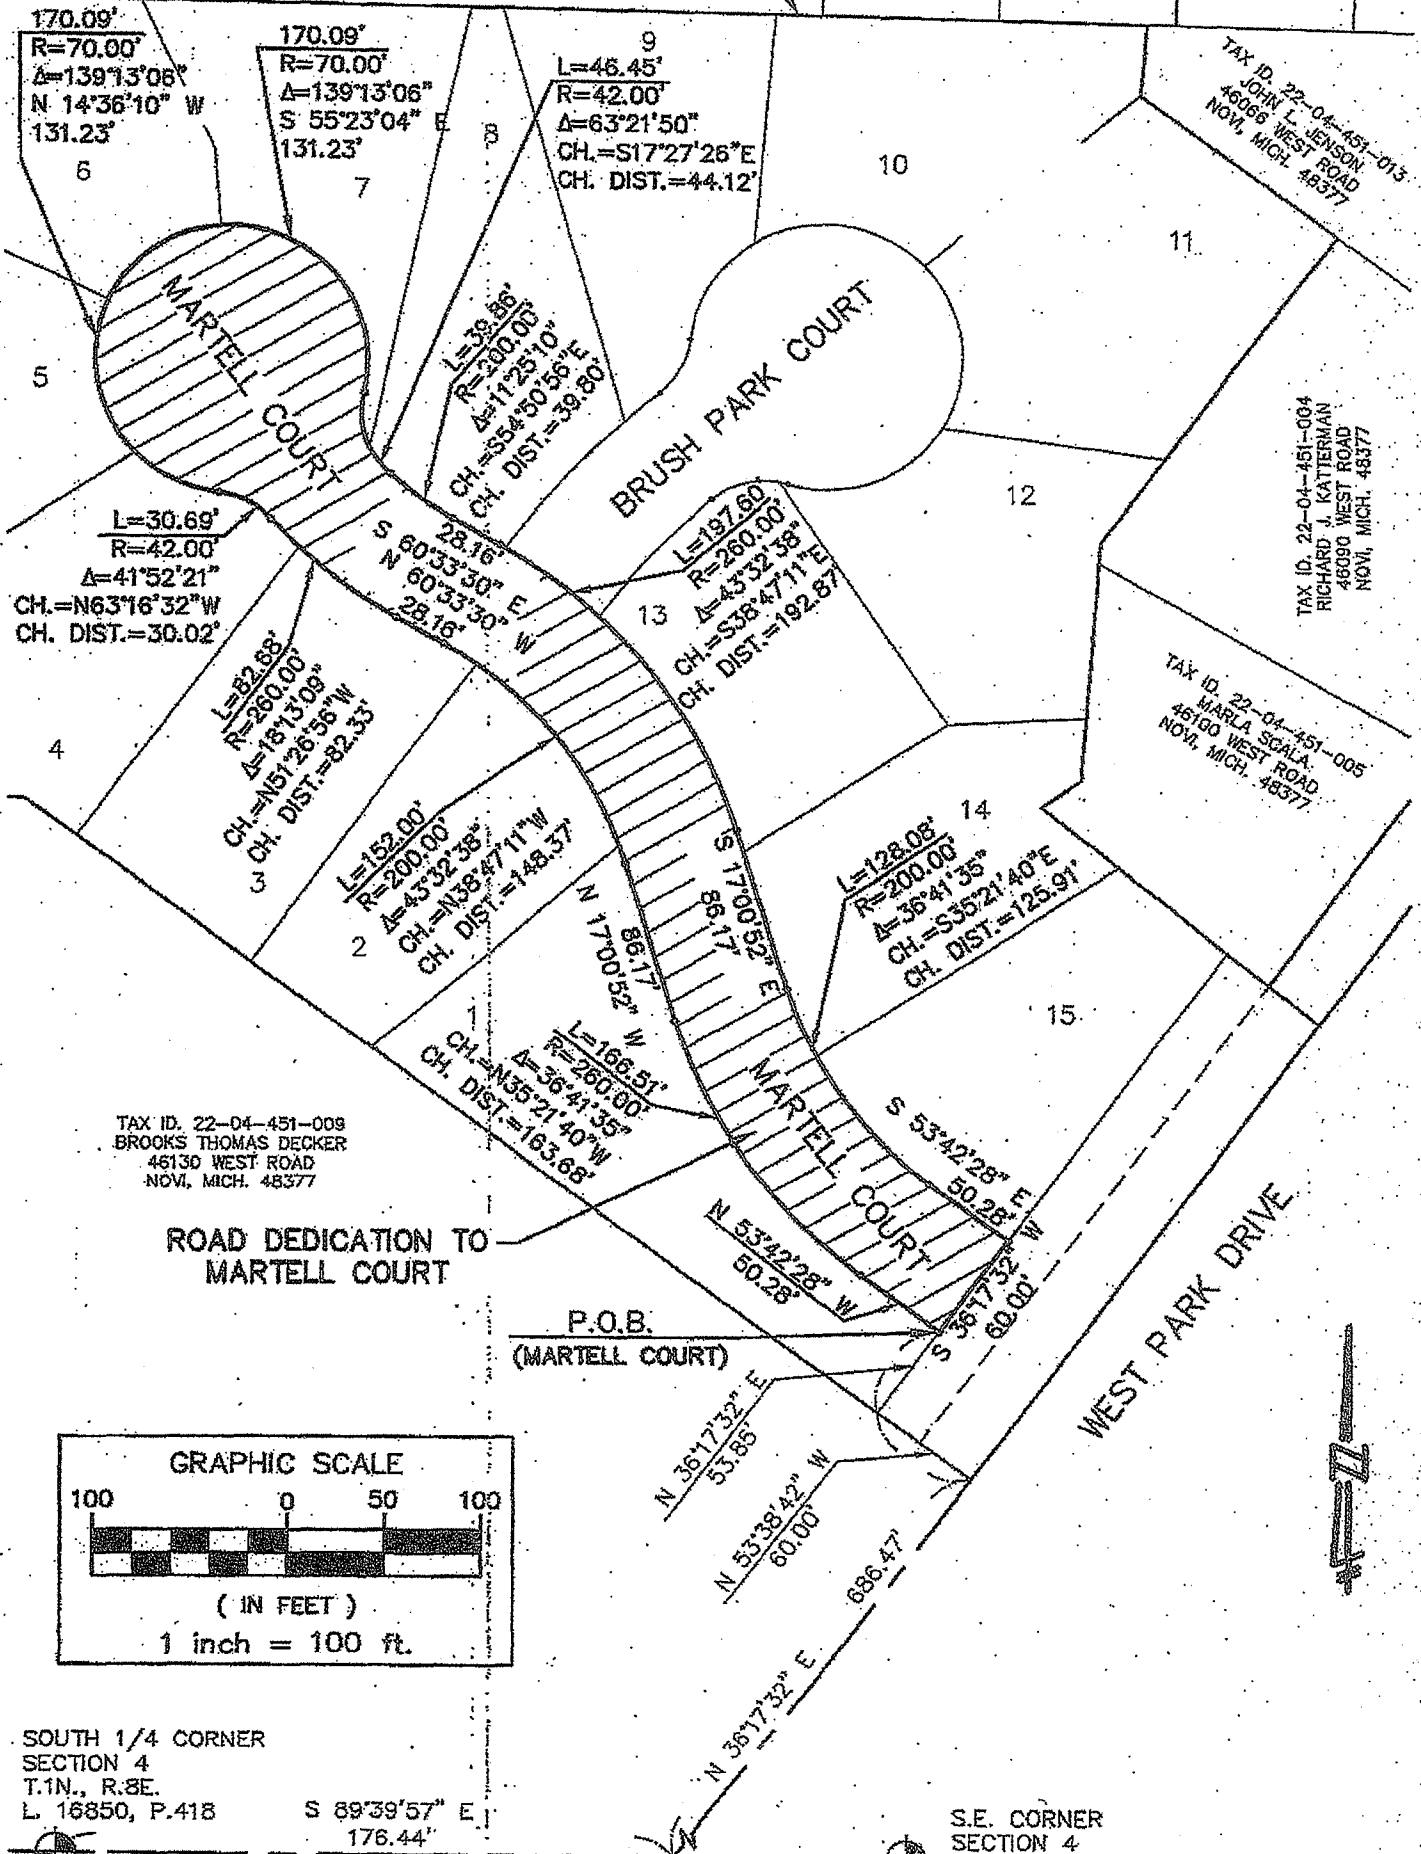 170.09'
R=70.00'
Δ=139°13'06"
N 14°36'10" W
131.23'
6
170.09'
R=70.00'
Δ=139°13'06"
S 55°23'04" E
131.23'
7
8
9
L=46.45'
R=42.00'
Δ=63°21'50"
CH.=S17°27'26"E
CH. DIST.=44.12'
10
TAX ID. 22-04-451-013
JOHN L. JENSON
46066 WEST ROAD
NOVI, MICH. 48377
11
5
MARTELL COURT
L=39.86'
R=200.00'
Δ=11°25'10"
CH.=S54°50'56"E
CH. DIST.=39.80'
BRUSH PARK COURT
TAX ID. 22-04-451-004
RICHARD J. KATTERMAN
46090 WEST ROAD
NOVI, MICH. 48377
12
L=30.69'
R=42.00'
Δ=41°52'21"
CH.=N63°16'32"W
CH. DIST.=30.02'
28.16'
S 60°33'30" E
N 60°33'30" W
28.16'
L=197.60'
R=260.00'
Δ=43°32'38"
CH.=S38°47'11"E
CH. DIST.=192.87'
13
TAX ID. 22-04-451-005
MARLA SCALA
46100 WEST ROAD
NOVI, MICH. 48377
4
L=82.68'
R=260.00'
Δ=18°13'09"
CH.=N51°26'56"W
CH. DIST.=82.33'
3
L=152.00'
R=200.00'
Δ=43°32'38"
CH.=N38°47'11"W
CH. DIST.=148.37'
2
S 17°00'52" E
86.17'
86.17'
N 17°00'52" W
14
L=128.08'
R=200.00'
Δ=36°41'35"
CH.=S35°21'40"E
CH. DIST.=125.91'
15
1
L=166.51'
R=260.00'
Δ=36°41'35"
CH.=N35°21'40"W
CH. DIST.=163.68'
MARTELL COURT
S 53°42'28" E
50.28'
TAX ID. 22-04-451-009
BROOKS THOMAS DECKER
46130 WEST ROAD
NOVI, MICH. 48377
ROAD DEDICATION TO
MARTELL COURT
N 53°42'28" W
50.28'
S 36°17'32" W
60.00'
P.O.B.
(MARTELL COURT)
WEST PARK DRIVE
N 36°17'32" E
53.85'
N 53°38'42" W
60.00'
GRAPHIC SCALE
100 0 50 100
( IN FEET )
1 inch = 100 ft.
686.47'
N 36°17'32" E
SOUTH 1/4 CORNER
SECTION 4
T.1N., R.8E.
L. 16850, P.418
S 89°39'57" E
176.44'
S.E. CORNER
SECTION 4